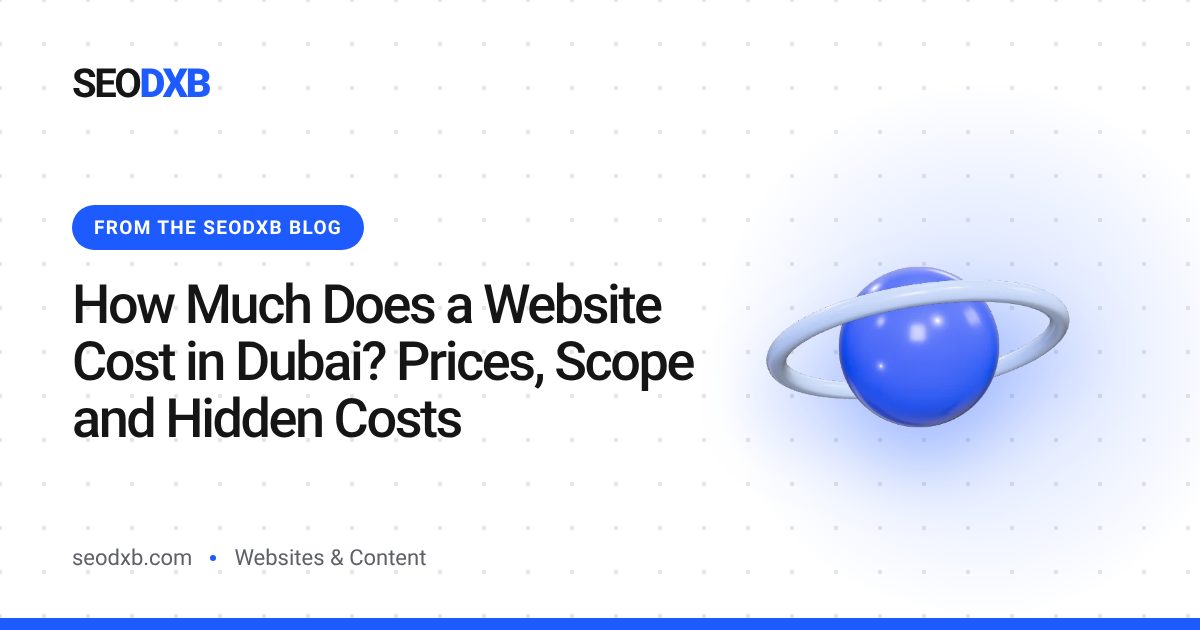 SEODXB
FROM THE SEODXB BLOG
How Much Does a Website
Cost in Dubai? Prices, Scope
and Hidden Costs
seodxb.com • Websites & Content